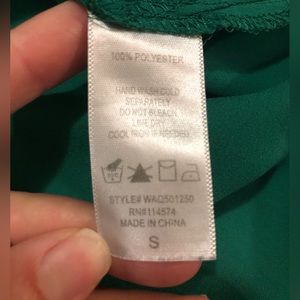 100% POLYESTER
HAND WASH COLD
SEPARATELY
DO NOT BLEACH
LINE DRY
COOL IRON IF NEEDED
STYLE# WAQ501250
RN#114574
MADE IN CHINA
S